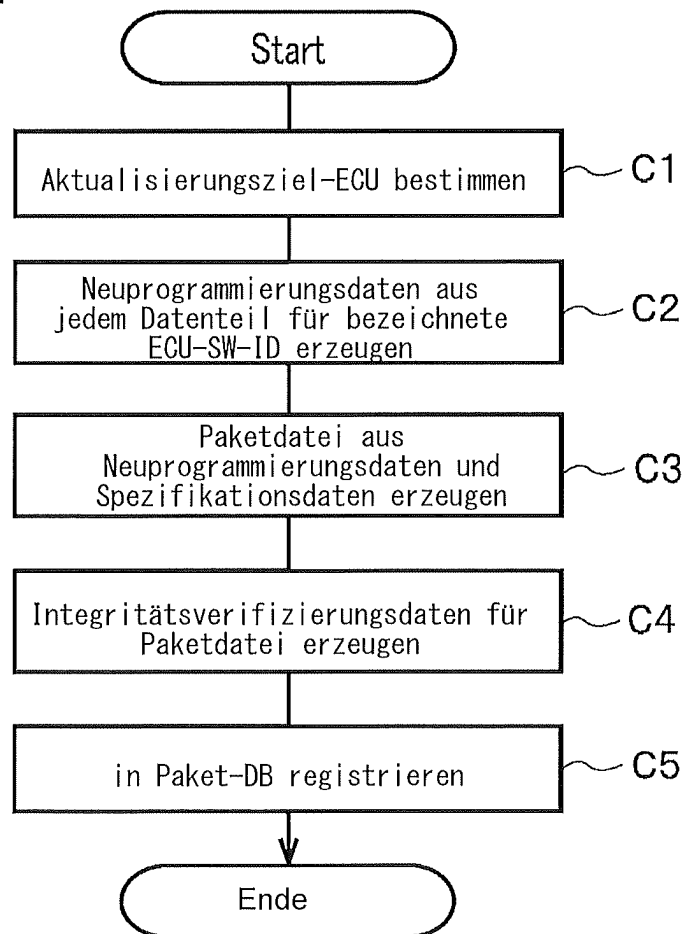 Start
Aktualisierungsziel-ECU bestimmen
C1
Neuprogrammierungsdaten aus
jedem Datenteil für bezeichnete
ECU-SW-ID erzeugen
C2
Paketdatei aus
Neuprogrammierungsdaten und
Spezifikationsdaten erzeugen
C3
Integritätsverifizierungsdaten für
Paketdatei erzeugen
C4
in Paket-DB registrieren
C5
Ende